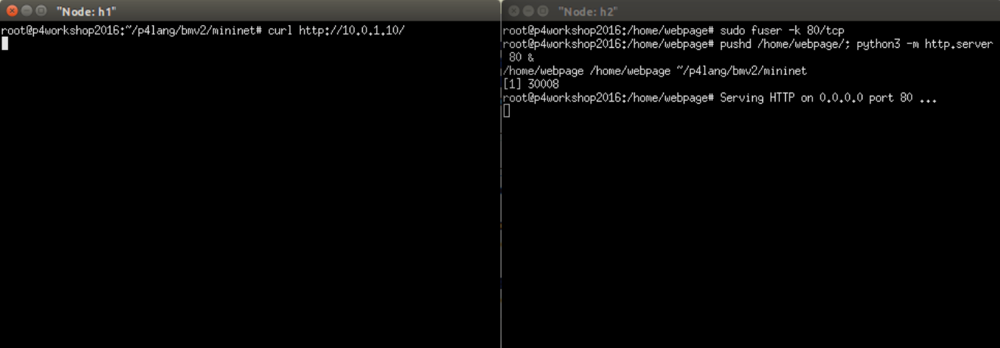 "Node: h1"
root@p4workshop2016:~/p4lang/bmv2/mininet# curl http://10.0.1.10/
"Node: h2"
root@p4workshop2016:/home/webpage# sudo fuser -k 80/tcp
root@p4workshop2016:/home/webpage# pushd /home/webpage/; python3 -m http.server
 80 &
/home/webpage /home/webpage ~/p4lang/bmv2/mininet
[1] 30008
root@p4workshop2016:/home/webpage# Serving HTTP on 0.0.0.0 port 80 ...